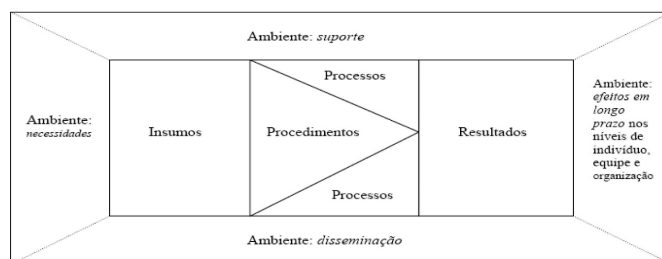 Ambiente: suporte
Processos
Ambiente:
necessidades
Insumos
Procedimentos
Resultados
Ambiente:
efeitos em
longo
prazo nos
níveis de
indivíduo,
equipe e
organização
Processos
Ambiente: disseminação